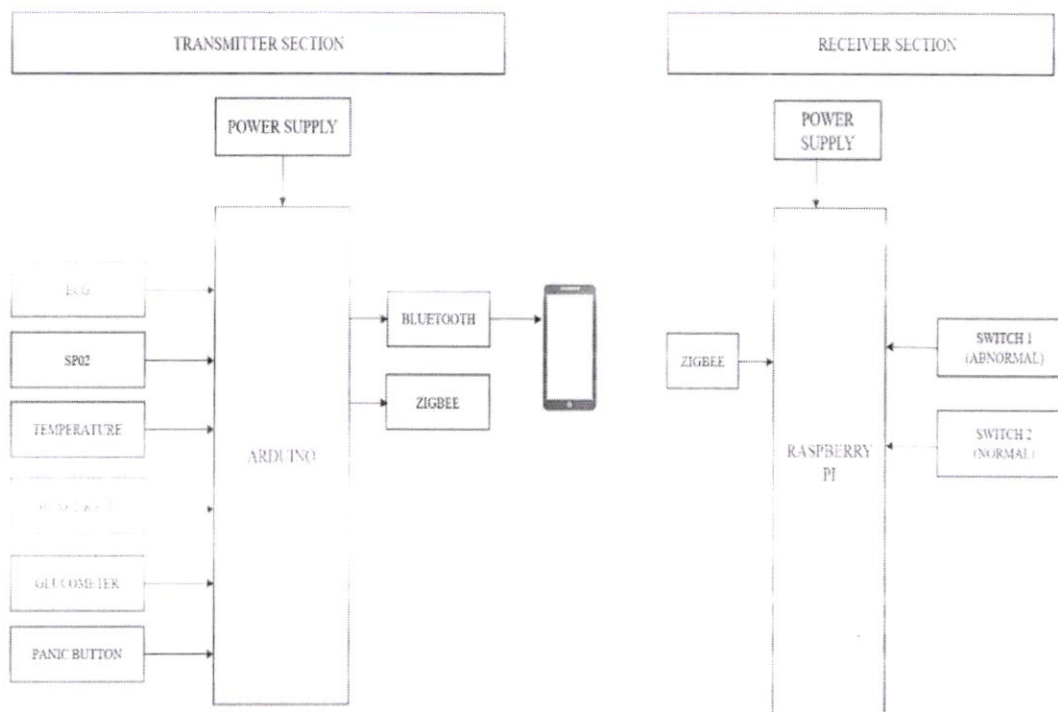 TRANSMITTER SECTION
RECEIVER SECTION
POWER SUPPLY
POWER
SUPPLY
ECG
SP02
TEMPERATURE
GLUCOMETER
PANIC BUTTON
ARDUINO
BLUETOOTH
ZIGBEE
ZIGBEE
RASPBERRY
PI
SWITCH 1
(ABNORMAL)
SWITCH 2
(NORMAL)